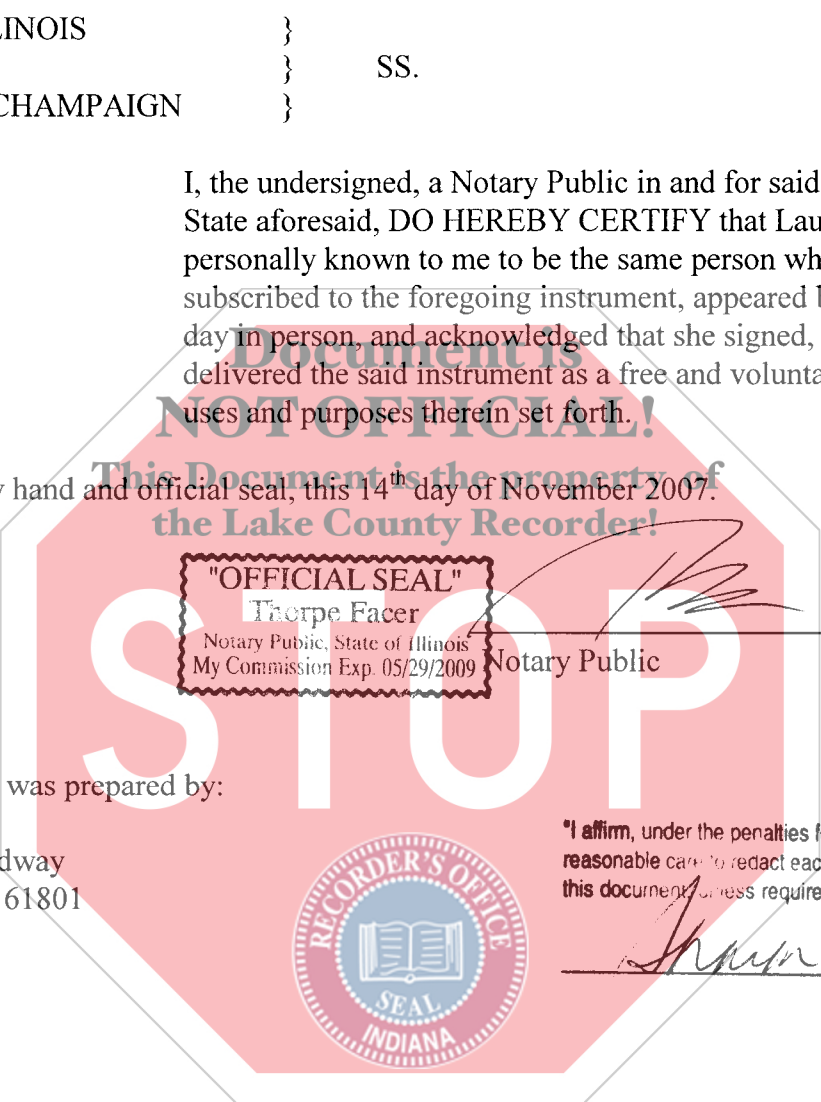 LINOIS }
} SS.
CHAMPAIGN }
I, the undersigned, a Notary Public in and for said
State aforesaid, DO HEREBY CERTIFY that Lau
personally known to me to be the same person wh
subscribed to the foregoing instrument, appeared b
day in person, and acknowledged that she signed,
delivered the said instrument as a free and volunta
uses and purposes therein set forth.
Document is
NOT OFFICIAL!
This Document is the property of
the Lake County Recorder!
y hand and official seal, this 14th day of November 2007.
"OFFICIAL SEAL"
Thorpe Facer
Notary Public, State of Illinois
My Commission Exp. 05/29/2009
Notary Public
STOP
was prepared by:
dway
61801
"I affirm, under the penalties f
reasonable care to redact eac
this document, unless require
RECORDER'S OFFICE
SEAL
INDIANA